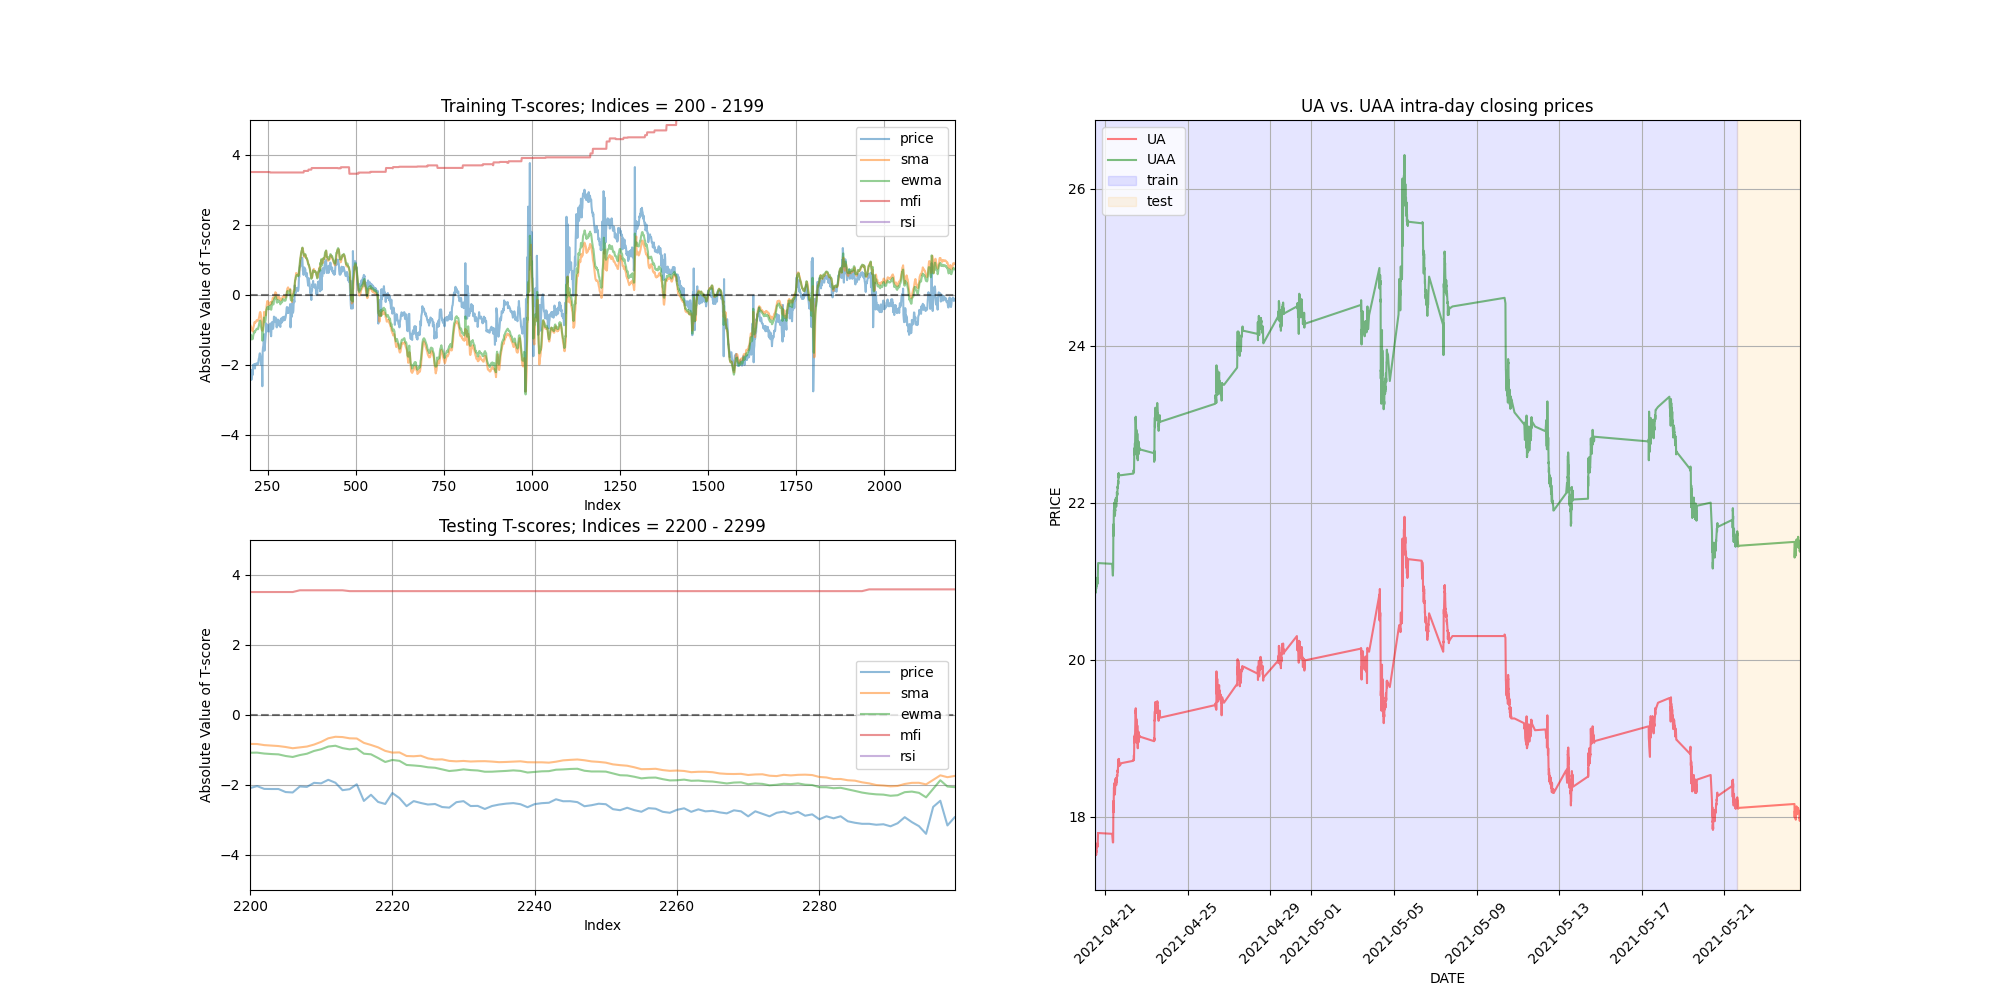 Training T-scores; Indices = 200 - 2199
Absolute Value of T-score
4
2
0
−2
−4
price
sma
ewma
mfi
rsi
250 500 750 1000 1250 1500 1750 2000
Index
Testing T-scores; Indices = 2200 - 2299
Absolute Value of T-score
4
2
0
−2
−4
price
sma
ewma
mfi
rsi
2200 2220 2240 2260 2280
Index
UA vs. UAA intra-day closing prices
UA
UAA
train
test
PRICE
26
24
22
20
18
2021-04-21 2021-04-25 2021-04-29 2021-05-01 2021-05-05 2021-05-09 2021-05-13 2021-05-17 2021-05-21
DATE